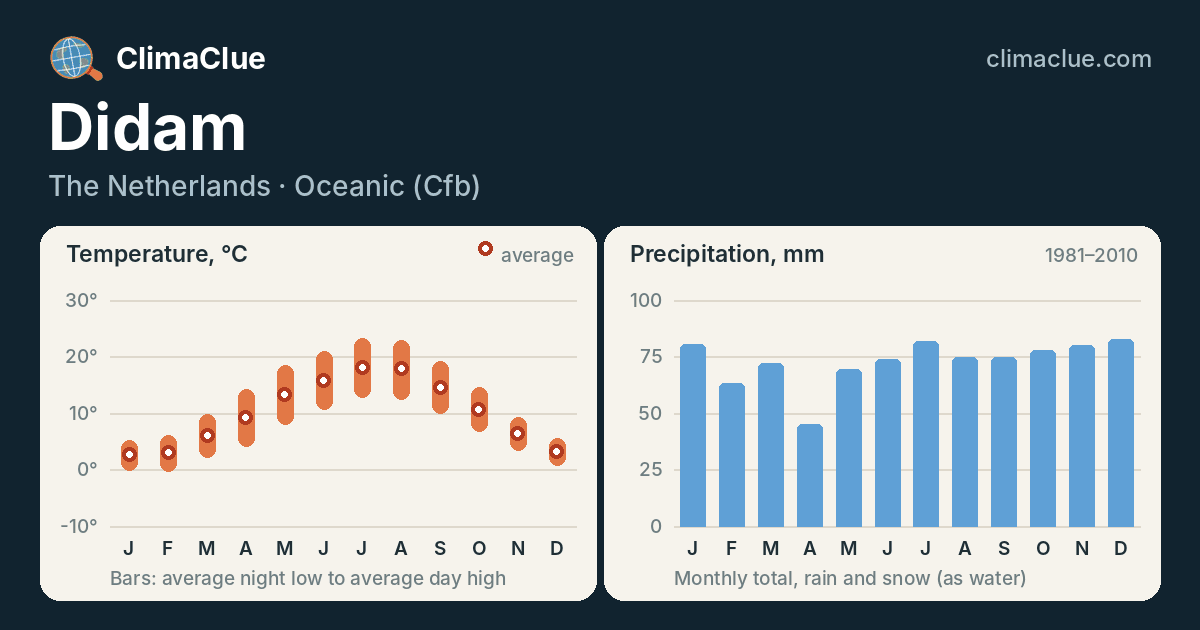 ClimaClue
climaclue.com
Didam
The Netherlands · Oceanic (Cfb)
Temperature, °C
average
30°
20°
10°
0°
-10°
J F M A M J J A S O N D
Bars: average night low to average day high
Precipitation, mm
1981–2010
100
75
50
25
0
J F M A M J J A S O N D
Monthly total, rain and snow (as water)